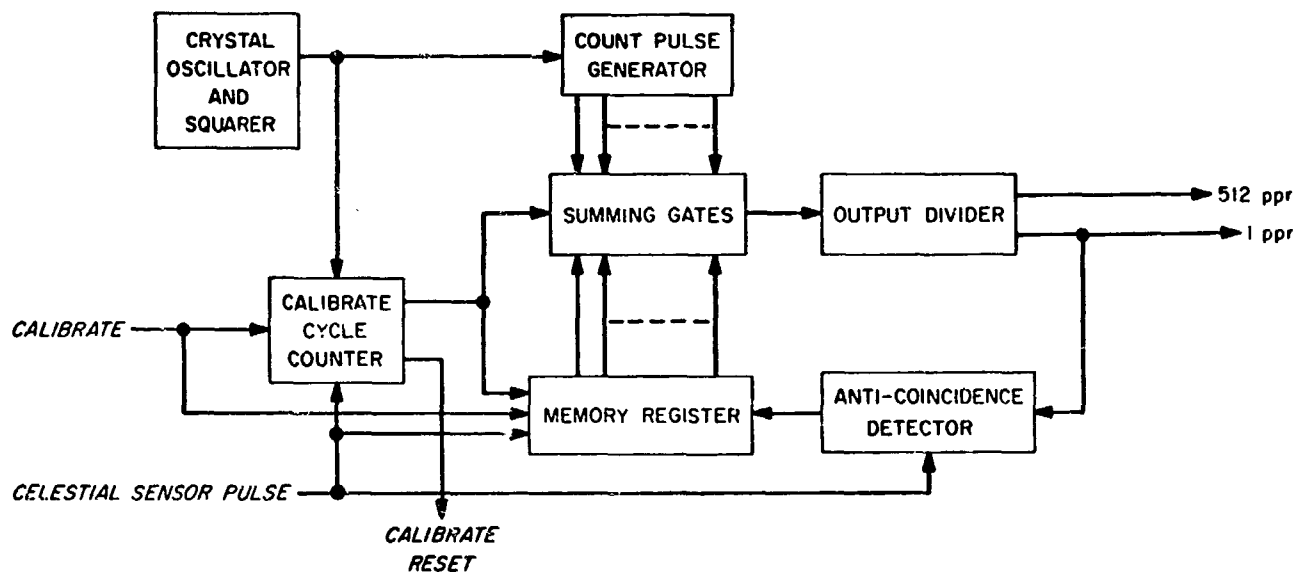 CRYSTAL
OSCILLATOR
AND
SQUARER
COUNT PULSE
GENERATOR
SUMMING GATES
OUTPUT DIVIDER
512 ppr
1 ppr
CALIBRATE
CALIBRATE
CYCLE
COUNTER
MEMORY REGISTER
ANTI-COINCIDENCE
DETECTOR
CELESTIAL SENSOR PULSE
CALIBRATE
RESET